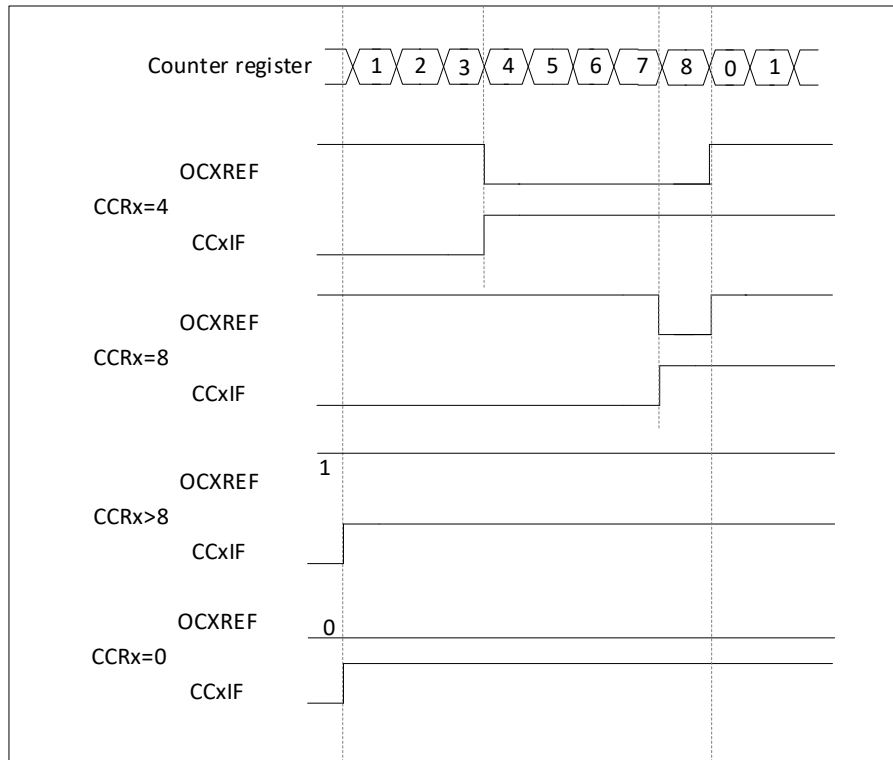 Counter register 1 2 3 4 5 6 7 8 0 1
OCXREF
CCRx=4
CCxIF
OCXREF
CCRx=8
CCxIF
1
OCXREF
CCRx>8
CCxIF
OCXREF 0
CCRx=0
CCxIF